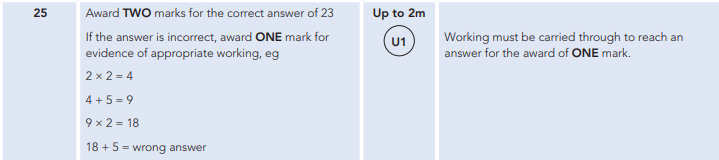 25
Award TWO marks for the correct answer of 23
If the answer is incorrect, award ONE mark for
evidence of appropriate working, eg
2 × 2 = 4
4 + 5 = 9
9 × 2 = 18
18 + 5 = wrong answer
Up to 2m
U1
Working must be carried through to reach an
answer for the award of ONE mark.